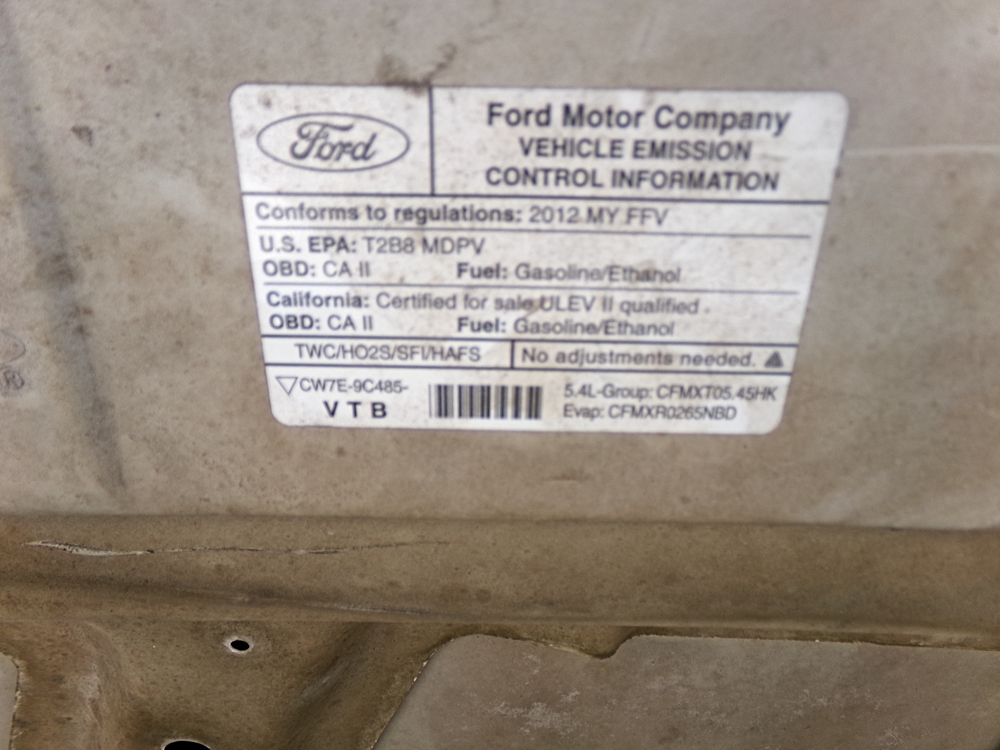 Ford
Ford Motor Company
VEHICLE EMISSION
CONTROL INFORMATION
Conforms to regulations: 2012 MY FFV
U.S. EPA: T2B8 MDPV
OBD: CA II Fuel: Gasoline/Ethanol
California: Certified for sale ULEV II qualified.
OBD: CA II Fuel: Gasoline/Ethanol
TWC/HO2S/SFI/HAFS No adjustments needed.
CW7E-9C485-
V T B
5.4L-Group: CFMXT05.45HK
Evap: CFMXR0265NBD